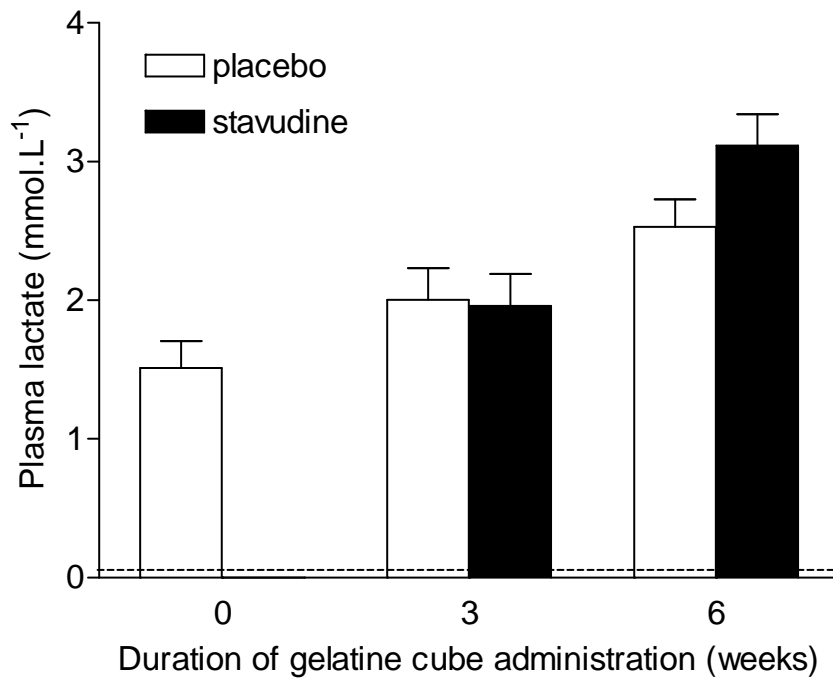 4
placebo
stavudine
3
2
1
0
Plasma lactate (mmol.L⁻¹)
0 3 6
Duration of gelatine cube administration (weeks)